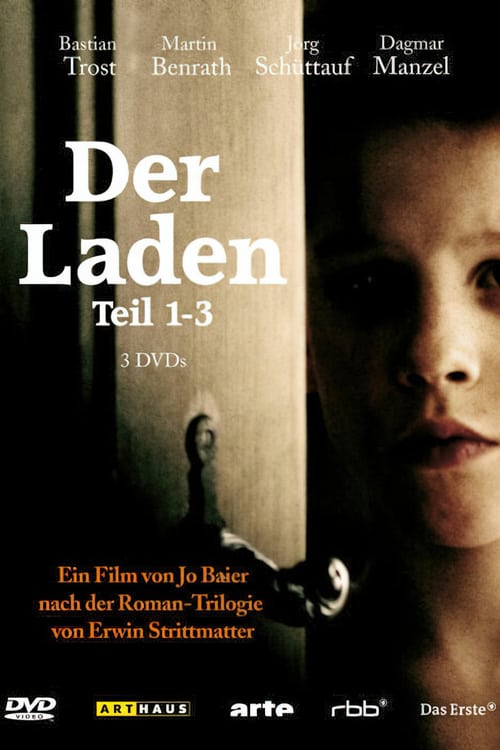 Bastian Martin Jörg Dagmar
Trost Benrath Schüttauf Manzel
Der
Laden
Teil 1-3
3 DVDs
Ein Film von Jo Baier
nach der Roman-Trilogie
von Erwin Strittmatter
DVD ARTHAUS arte rbb Das Erste
VIDEO